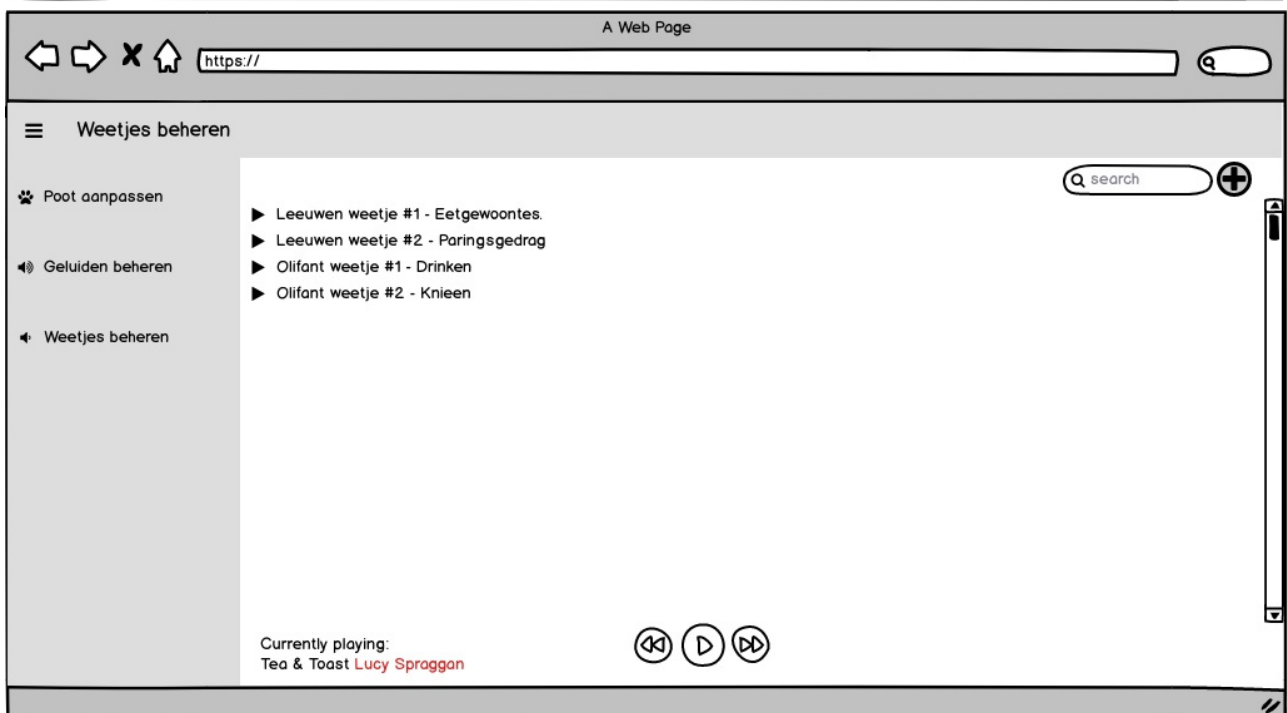 A Web Page
https://
Weetjes beheren
Poot aanpassen
Geluiden beheren
Weetjes beheren
search
Leeuwen weetje #1 - Eetgewoontes.
Leeuwen weetje #2 - Paringsgedrag
Olifant weetje #1 - Drinken
Olifant weetje #2 - Knieen
Currently playing:
Tea & Toast Lucy Spraggan